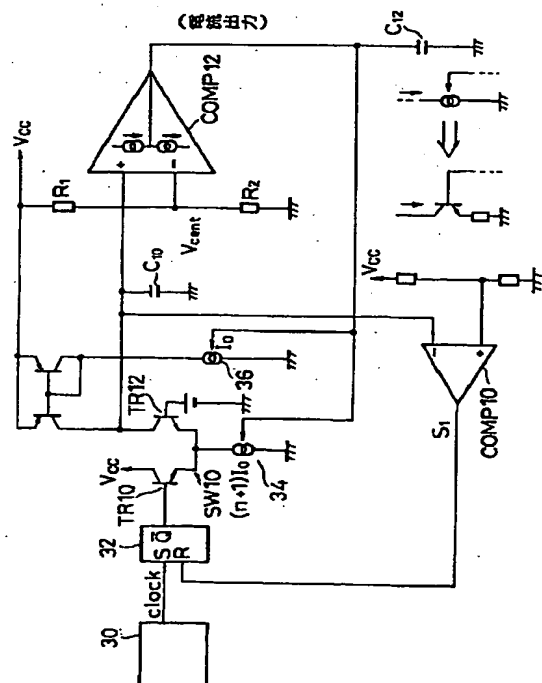 (電流出力)
Vcc
R₁
R₂
Vcent
COMP12
C₁₂
C₁₀
I₀
36
TR12
Vcc
TR10
SW10
(n+1)I₀
34
32
S Q̅
R
clock
30
S₁
COMP10
Vcc
+
−
−
+